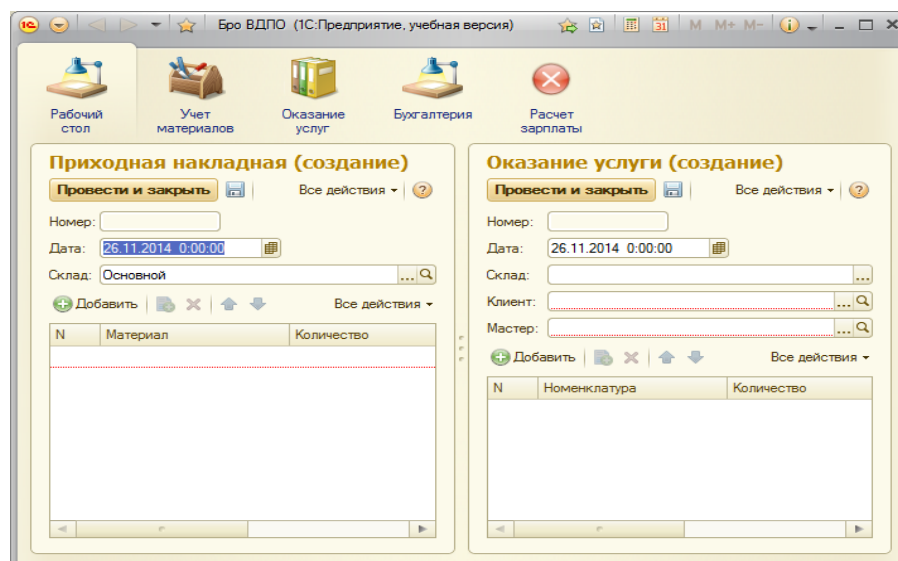 Бро ВДПО (1С:Предприятие, учебная версия)
31 M M+ M-
Рабочий стол
Учет материалов
Оказание услуг
Бухгалтерия
Расчет зарплаты
Приходная накладная (создание)
Провести и закрыть Все действия ?
Номер:
Дата: 26.11.2014 0:00:00
Склад: Основной ...
Добавить Все действия
N Материал Количество
Оказание услуги (создание)
Провести и закрыть Все действия ?
Номер:
Дата: 26.11.2014 0:00:00
Склад: ...
Клиент: ...
Мастер: ...
Добавить Все действия
N Номенклатура Количество